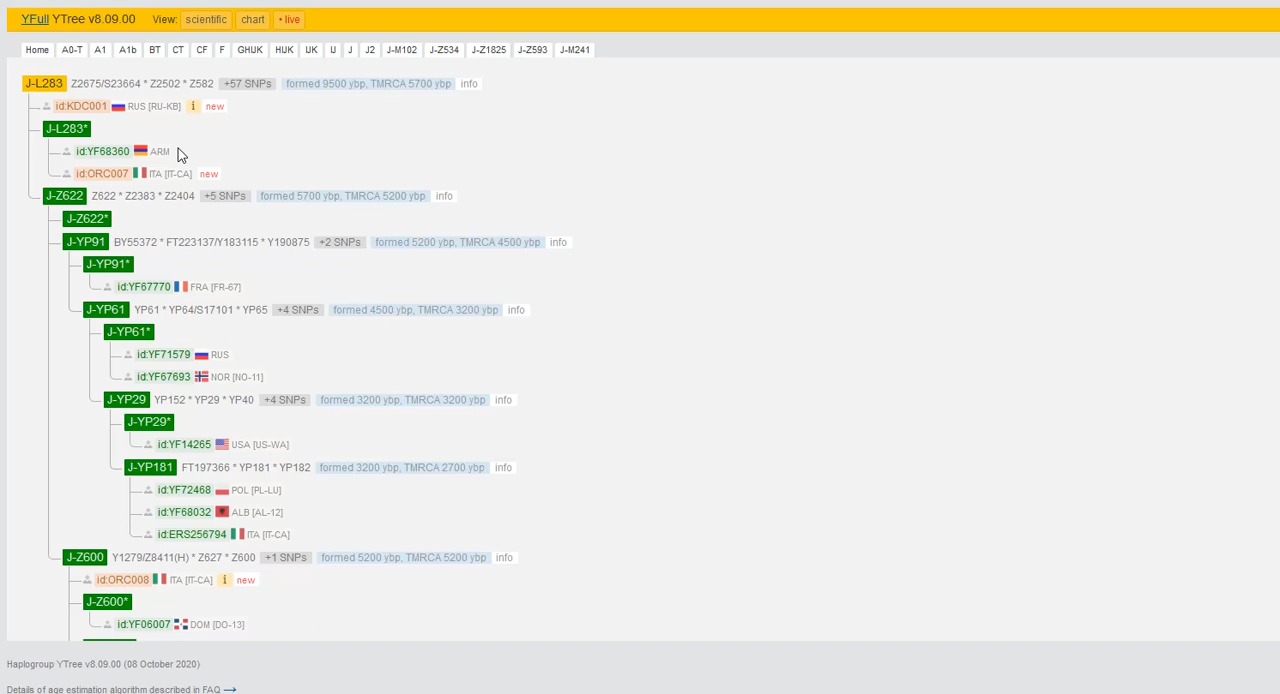 YFull YTree v8.09.00 View: scientific chart • live
Home A0-T A1 A1b BT CT CF F GHIJK HIJK IJK IJ J J2 J-M102 J-Z534 J-Z1825 J-Z593 J-M241
J-L283 Z2675/S23664 * Z2502 * Z582 +57 SNPs formed 9500 ybp, TMRCA 5700 ybp info
id:KDC001 RUS [RU-KB] i new
J-L283*
id:YF68360 ARM
id:ORC007 ITA [IT-CA] new
J-Z622 Z622 * Z2383 * Z2404 +5 SNPs formed 5700 ybp, TMRCA 5200 ybp info
J-Z622*
J-YP91 BY55372 * FT223137/Y183115 * Y190875 +2 SNPs formed 5200 ybp, TMRCA 4500 ybp info
J-YP91*
id:YF67770 FRA [FR-67]
J-YP61 YP61 * YP64/S17101 * YP65 +4 SNPs formed 4500 ybp, TMRCA 3200 ybp info
J-YP61*
id:YF71579 RUS
id:YF67693 NOR [NO-11]
J-YP29 YP152 * YP29 * YP40 +4 SNPs formed 3200 ybp, TMRCA 3200 ybp info
J-YP29*
id:YF14265 USA [US-WA]
J-YP181 FT197366 * YP181 * YP182 formed 3200 ybp, TMRCA 2700 ybp info
id:YF72468 POL [PL-LU]
id:YF68032 ALB [AL-12]
id:ERS256794 ITA [IT-CA]
J-Z600 Y1279/Z8411(H) * Z627 * Z600 +1 SNPs formed 5200 ybp, TMRCA 5200 ybp info
id:ORC008 ITA [IT-CA] i new
J-Z600*
id:YF06007 DOM [DO-13]
Haplogroup YTree v8.09.00 (08 October 2020)
Details of age estimation algorithm described in FAQ →